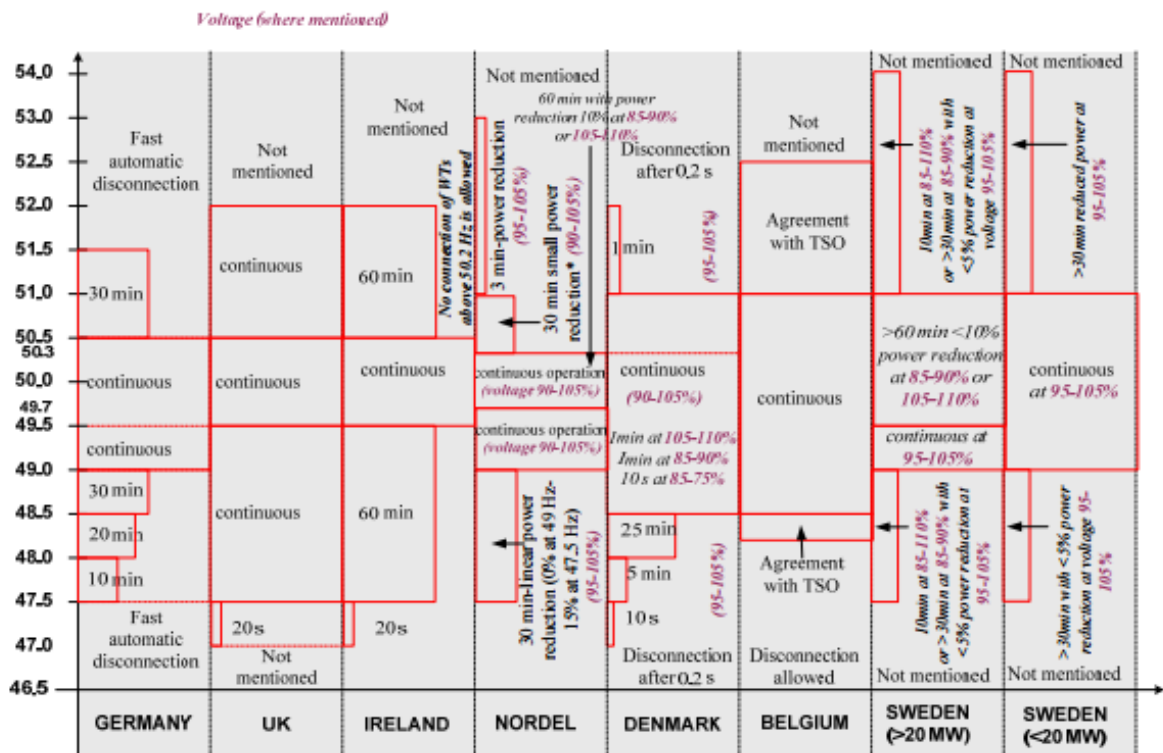 Voltage (where mentioned)
54.0
53.0
52.5
52.0
51.5
51.0
50.5
50.3
50.0
49.7
49.5
49.0
48.5
48.0
47.5
47.0
46,5
Fast
automatic
disconnection
30 min
continuous
continuous
30 min
20min
10 min
Fast
automatic
disconnection
GERMANY
Not
mentioned
continuous
continuous
continuous
20s
Not
mentioned
UK
Not
mentioned
60 min
No connection of WTs
above 50.2 Hz is allowed
continuous
60 min
20s
IRELAND
Not mentioned
60 min with power
reduction 10% at 85-90%
or 105-110%
3 min-power reduction
(95-105%)
30 min small power
reduction* (90-105%)
continuous operation
(voltage 90-105%)
continuous operation
(voltage 90-105%)
30 min-linear power
reduction (0% at 49 Hz-
15% at 47.5 Hz)
(95-105%)
NORDEL
Disconnection
after 0.2 s
1 min
(95-105%)
continuous
(90-105%)
1min at 105-110%
1min at 85-90%
10 s at 85-75%
25 min
5 min
(95-105%)
10 s
Disconnection
after 0.2 s
DENMARK
Not
mentioned
Agreement
with TSO
continuous
Agreement
with TSO
Disconnection
allowed
BELGIUM
Not mentioned
10min at 85-110%
or >30min at 85-90% with
<5% power reduction at
voltage 95-105%
>60 min <10%
power reduction
at 85-90% or
105-110%
continuous at
95-105%
10min at 85-110%
or >30min at 85-90% with
<5% power reduction at
95-105%
Not mentioned
SWEDEN
(>20 MW)
Not mentioned
>30min reduced power at
95-105%
continuous
at 95-105%
>30min with <5% power
reduction at voltage 95-
105%
Not mentioned
SWEDEN
(<20 MW)